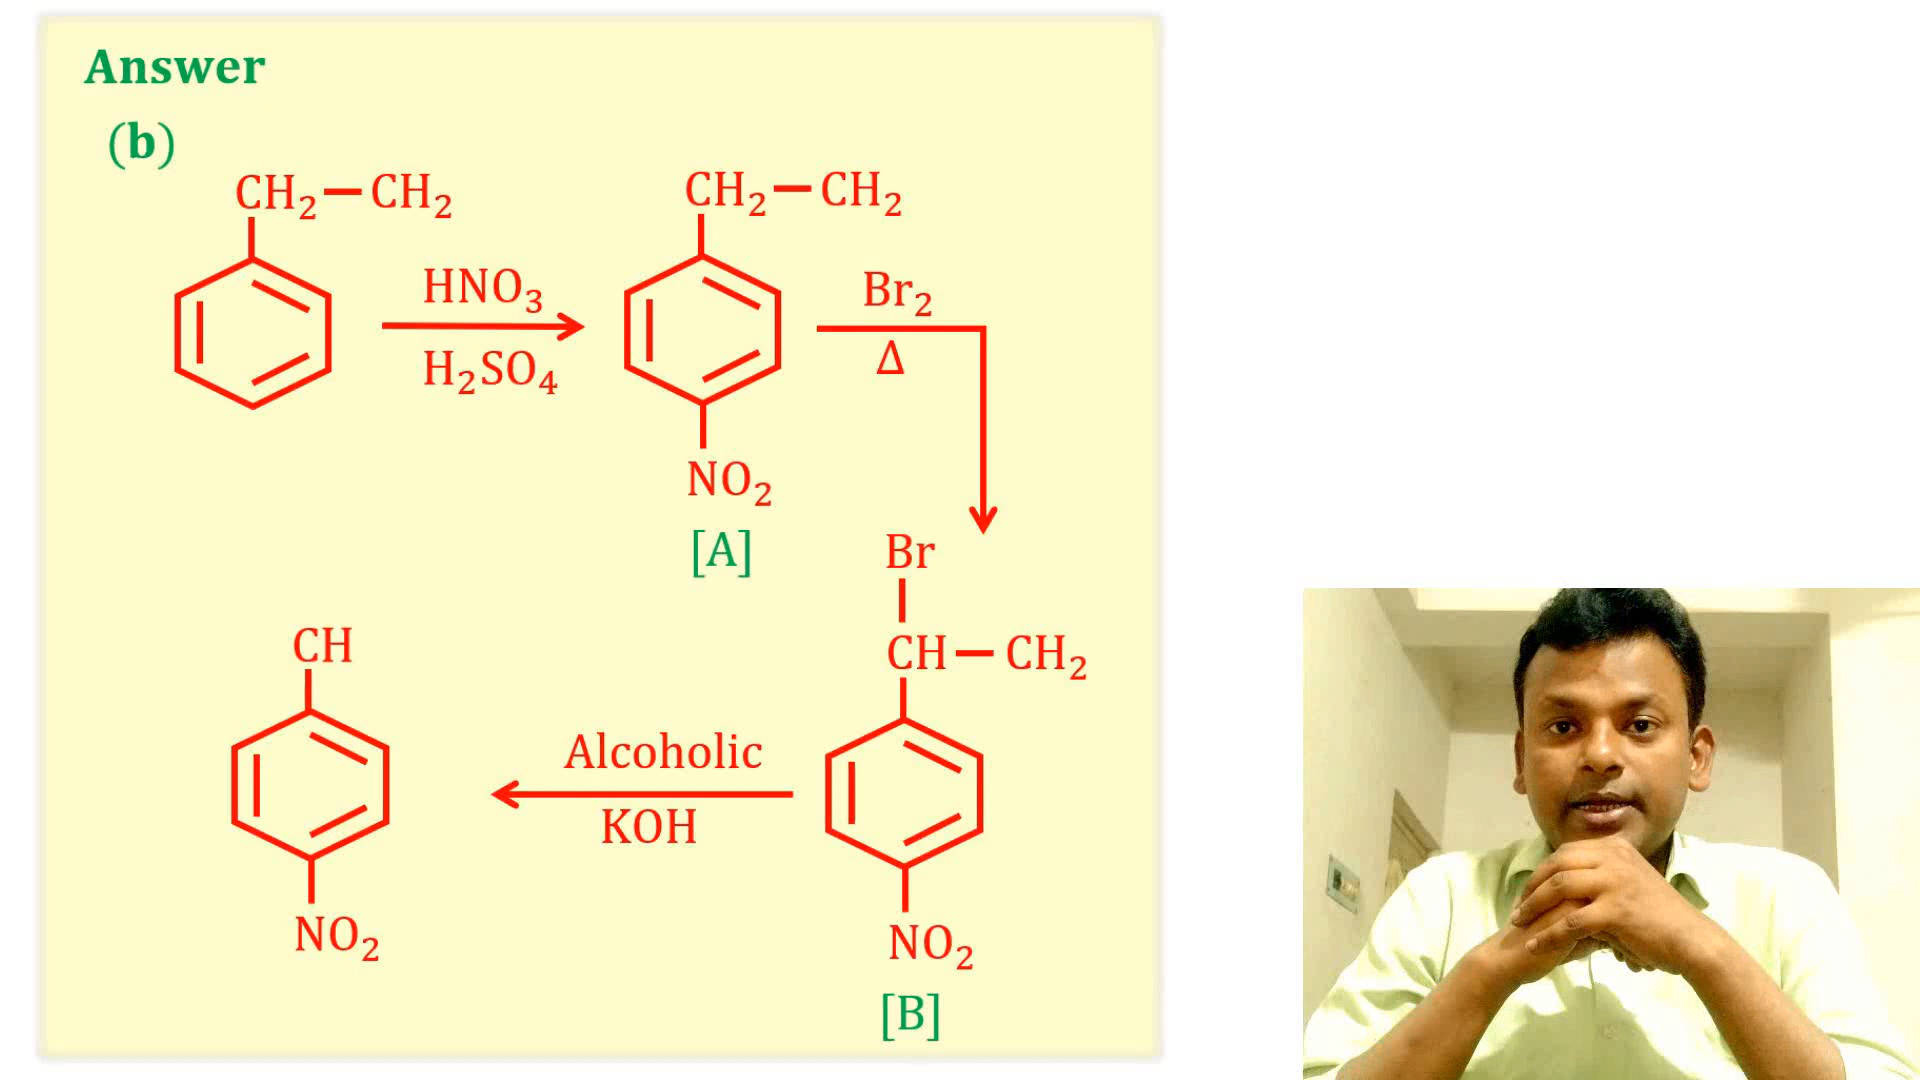 Answer
(b)
CH₂—CH₂
HNO₃
H₂SO₄
CH₂—CH₂
NO₂
[A]
Br₂
Δ
Br
CH—CH₂
NO₂
[B]
Alcoholic
KOH
CH
NO₂